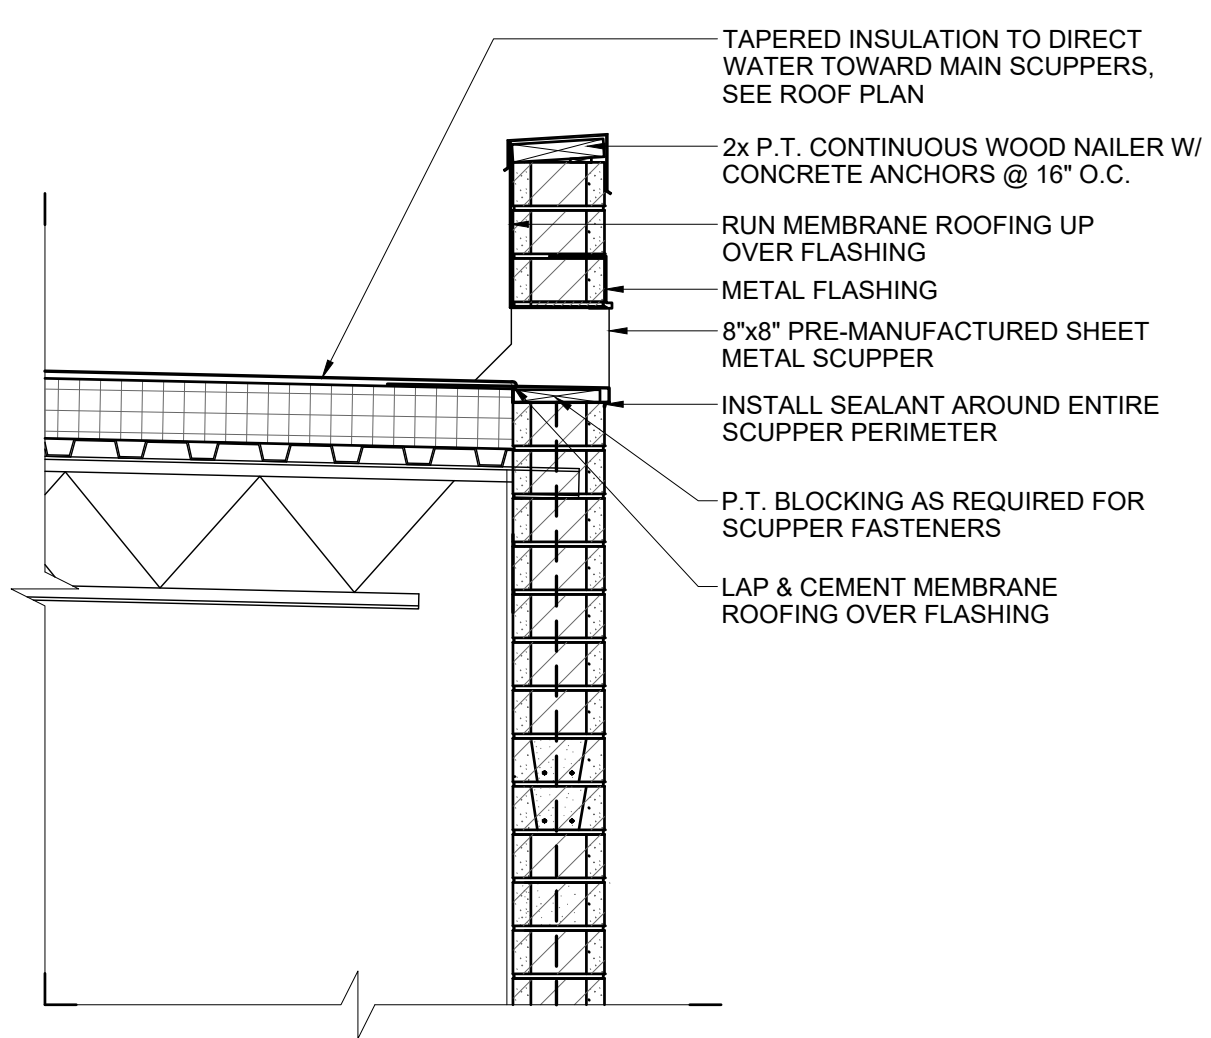 TAPERED INSULATION TO DIRECT
WATER TOWARD MAIN SCUPPERS,
SEE ROOF PLAN
2x P.T. CONTINUOUS WOOD NAILER W/
CONCRETE ANCHORS @ 16" O.C.
RUN MEMBRANE ROOFING UP
OVER FLASHING
METAL FLASHING
8"x8" PRE-MANUFACTURED SHEET
METAL SCUPPER
INSTALL SEALANT AROUND ENTIRE
SCUPPER PERIMETER
P.T. BLOCKING AS REQUIRED FOR
SCUPPER FASTENERS
LAP & CEMENT MEMBRANE
ROOFING OVER FLASHING